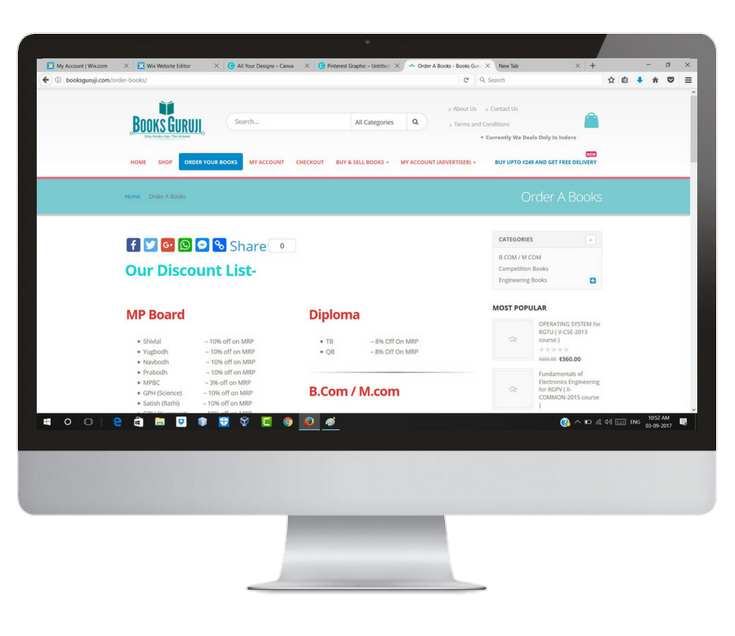 My Account | Wix.com
Wix Website Editor
All Your Designs – Canva
Pinterest Graphic – Untitled
Order A Books - Books Guru
New Tab
booksguruji.com/order-books/
Search
BOOKS GURUJI
Only Books Has The Answer
Search...
All Categories
About Us
Contact Us
Terms and Conditions
Currently We Deals Only In Indore
HOME
SHOP
ORDER YOUR BOOKS
MY ACCOUNT
CHECKOUT
BUY & SELL BOOKS
MY ACCOUNT (ADVERTISER)
NEW
BUY UPTO ₹249 AND GET FREE DELIVERY
Home
Order A Books
Order A Books
Share
0
Our Discount List-
MP Board
• Shivlal – 10% off on MRP
• Yugbodh – 10% off on MRP
• Navbodh – 10% off on MRP
• Prabodh – 10% off on MRP
• MPBC – 3% off on MRP
• GPH (Science) – 10% off on MRP
• Satish (Rathi) – 10% off on MRP
Diploma
• TB – 8% Off On MRP
• QB – 8% Off On MRP
B.Com / M.com
CATEGORIES
B COM / M COM
Competition Books
Engineering Books
MOST POPULAR
OPERATING SYSTEM for
RGTU ( V-CSE-2013
course )
₹360.00
Fundamentals of
Electronics Engineering
for RGPV ( II-
COMMON-2015 course
)
ENG
10:52 AM
03-09-2017